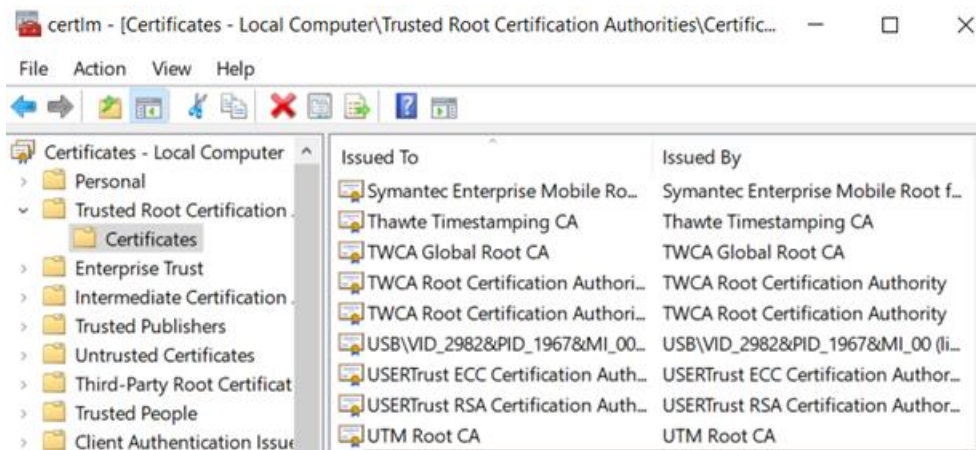 certlm - [Certificates - Local Computer\Trusted Root Certification Authorities\Certific...
File Action View Help
Certificates - Local Computer
Personal
Trusted Root Certification .
Certificates
Enterprise Trust
Intermediate Certification .
Trusted Publishers
Untrusted Certificates
Third-Party Root Certificat
Trusted People
Client Authentication Issue
Issued To Issued By
Symantec Enterprise Mobile Ro... Symantec Enterprise Mobile Root f...
Thawte Timestamping CA Thawte Timestamping CA
TWCA Global Root CA TWCA Global Root CA
TWCA Root Certification Authori... TWCA Root Certification Authority
TWCA Root Certification Authori... TWCA Root Certification Authority
USB\VID_2982&PID_1967&MI_00... USB\VID_2982&PID_1967&MI_00 (li...
USERTrust ECC Certification Auth... USERTrust ECC Certification Author...
USERTrust RSA Certification Auth... USERTrust RSA Certification Author...
UTM Root CA UTM Root CA